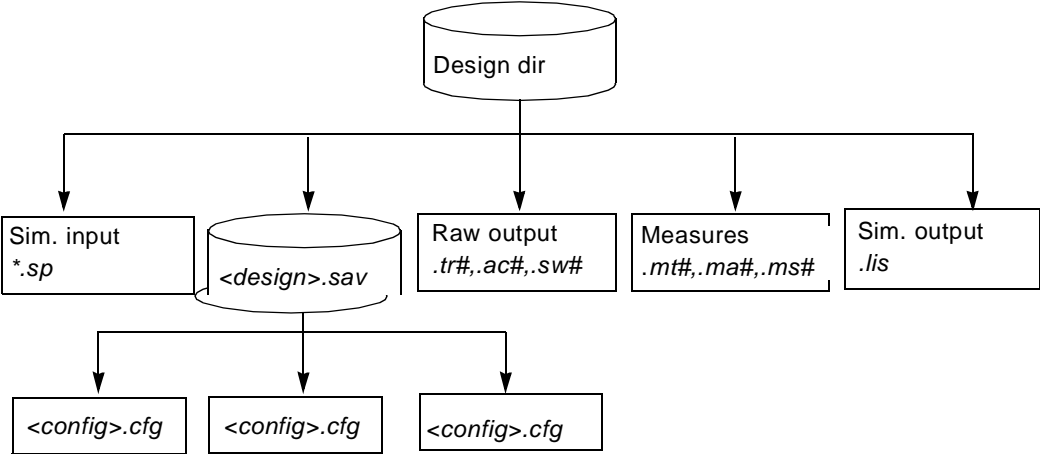 Design dir
Sim. input
*.sp
<design>.sav
Raw output
.tr#,.ac#,.sw#
Measures
.mt#,.ma#,.ms#
Sim. output
.lis
<config>.cfg
<config>.cfg
<config>.cfg